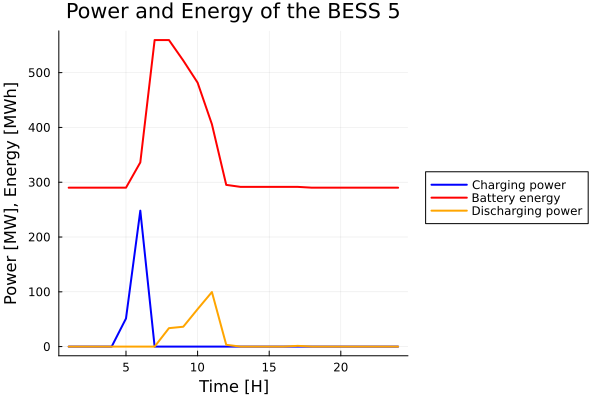 Power and Energy of the BESS 5
Power [MW], Energy [MWh]
500
400
300
200
100
0
5
10
15
20
Time [H]
Charging power
Battery energy
Discharging power